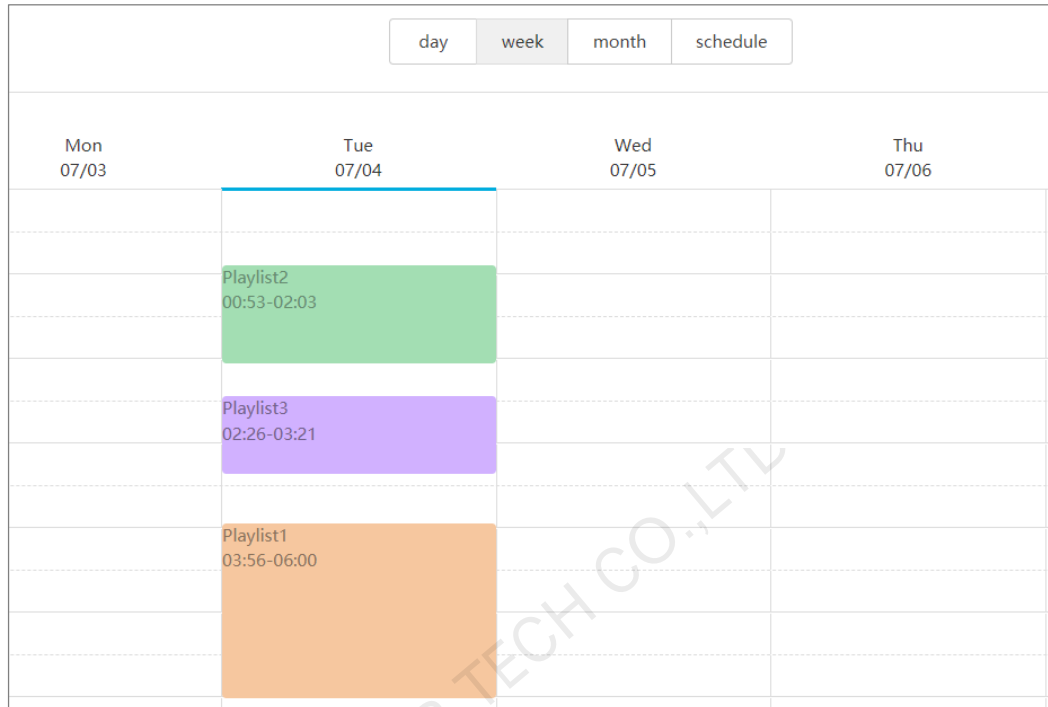 day week month schedule
Mon Tue Wed Thu
07/03 07/04 07/05 07/06
Playlist2
00:53-02:03
Playlist3
02:26-03:21
Playlist1
03:56-06:00
TECH CO.,LTD